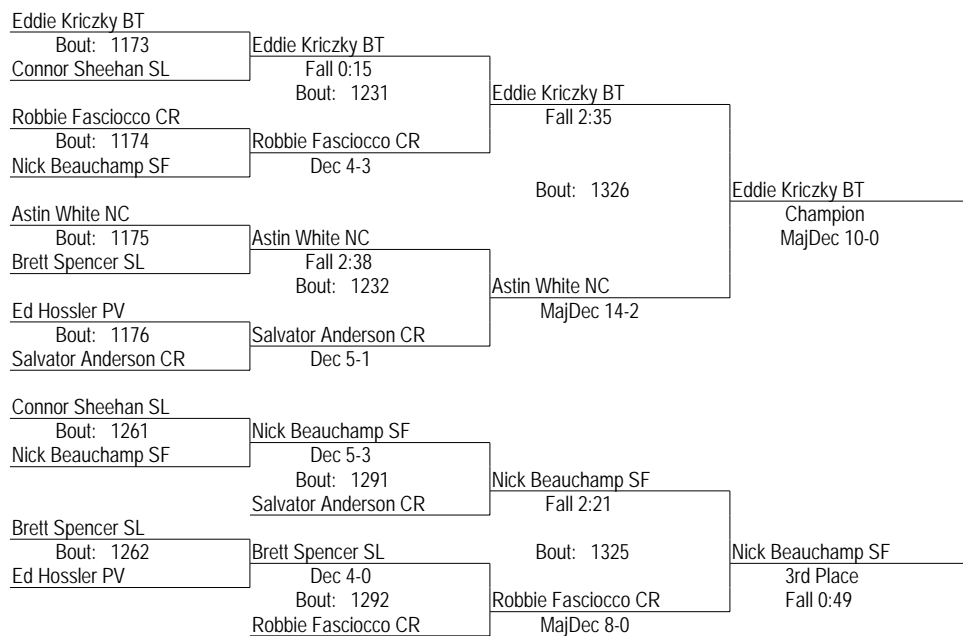 Eddie Kriczky BT
Bout: 1173
Connor Sheehan SL
Eddie Kriczky BT
Fall 0:15
Bout: 1231
Robbie Fasciocco CR
Bout: 1174
Nick Beauchamp SF
Robbie Fasciocco CR
Dec 4-3
Eddie Kriczky BT
Fall 2:35
Bout: 1326
Astin White NC
Bout: 1175
Brett Spencer SL
Astin White NC
Fall 2:38
Bout: 1232
Ed Hossler PV
Bout: 1176
Salvator Anderson CR
Salvator Anderson CR
Dec 5-1
Astin White NC
MajDec 14-2
Eddie Kriczky BT
Champion
MajDec 10-0
Connor Sheehan SL
Bout: 1261
Nick Beauchamp SF
Nick Beauchamp SF
Dec 5-3
Bout: 1291
Salvator Anderson CR
Nick Beauchamp SF
Fall 2:21
Bout: 1325
Brett Spencer SL
Bout: 1262
Ed Hossler PV
Brett Spencer SL
Dec 4-0
Bout: 1292
Robbie Fasciocco CR
Robbie Fasciocco CR
MajDec 8-0
Nick Beauchamp SF
3rd Place
Fall 0:49